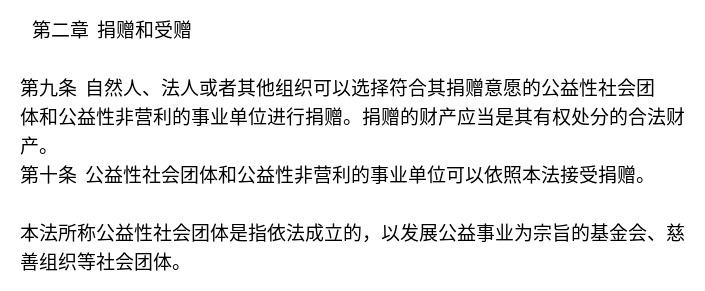 第二章 捐赠和受赠
第九条 自然人、法人或者其他组织可以选择符合其捐赠意愿的公益性社会团
体和公益性非营利的事业单位进行捐赠。捐赠的财产应当是其有权处分的合法财
产。
第十条 公益性社会团体和公益性非营利的事业单位可以依照本法接受捐赠。
本法所称公益性社会团体是指依法成立的，以发展公益事业为宗旨的基金会、慈
善组织等社会团体。